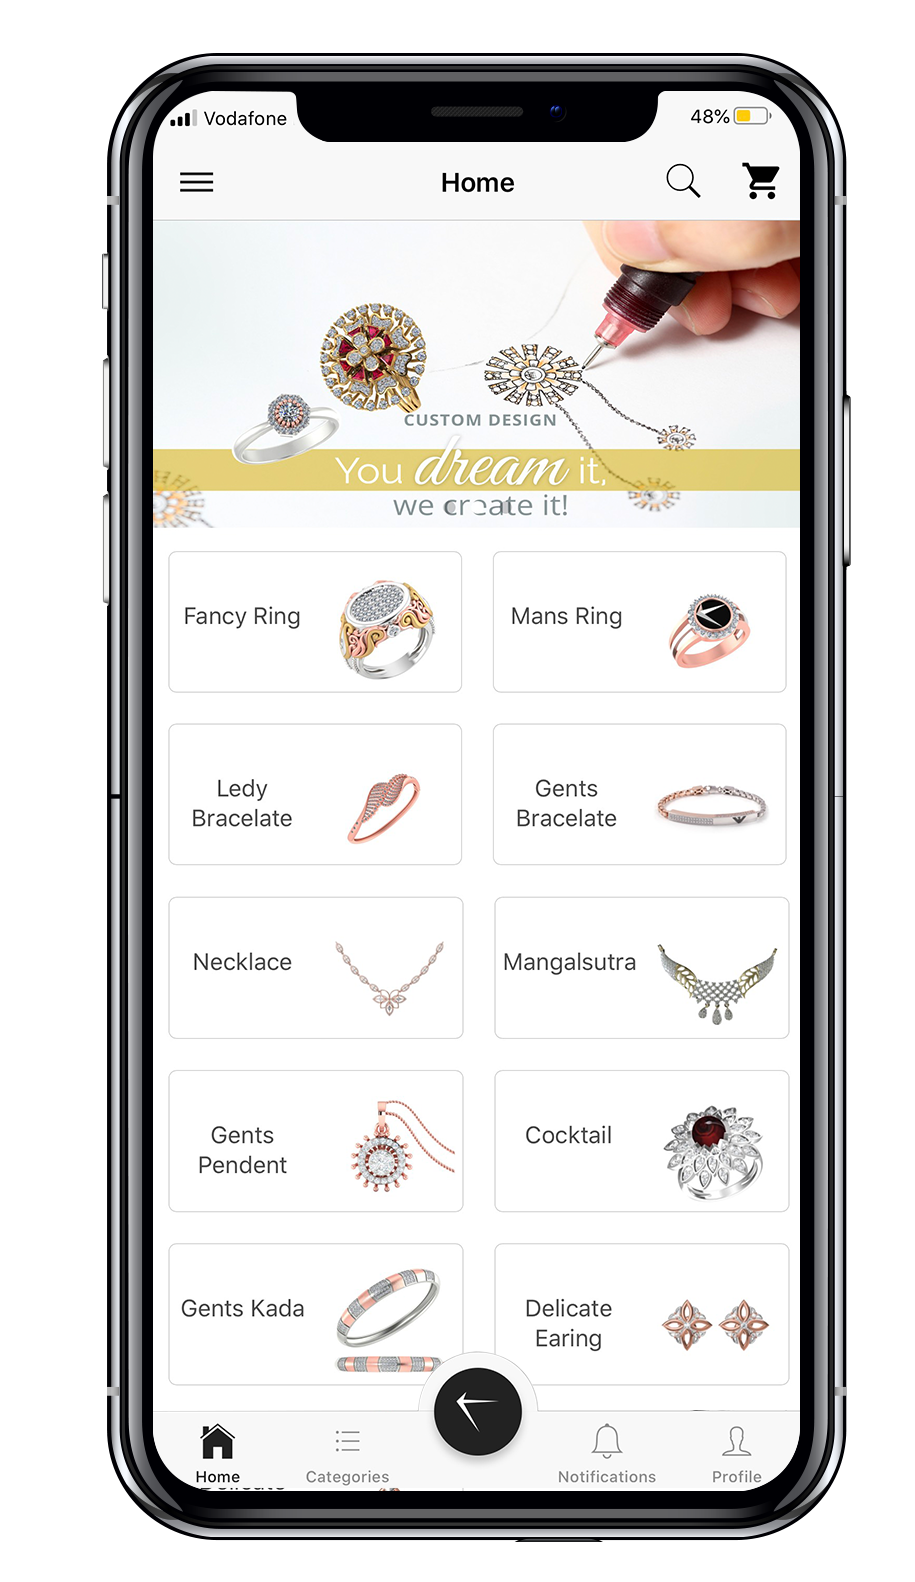 Vodafone
48%
Home
CUSTOM DESIGN
You dream it,
we create it!
Fancy Ring
Mans Ring
Ledy
Bracelate
Gents
Bracelate
Necklace
Mangalsutra
Gents
Pendent
Cocktail
Gents Kada
Delicate
Earing
Home
Categories
Notifications
Profile